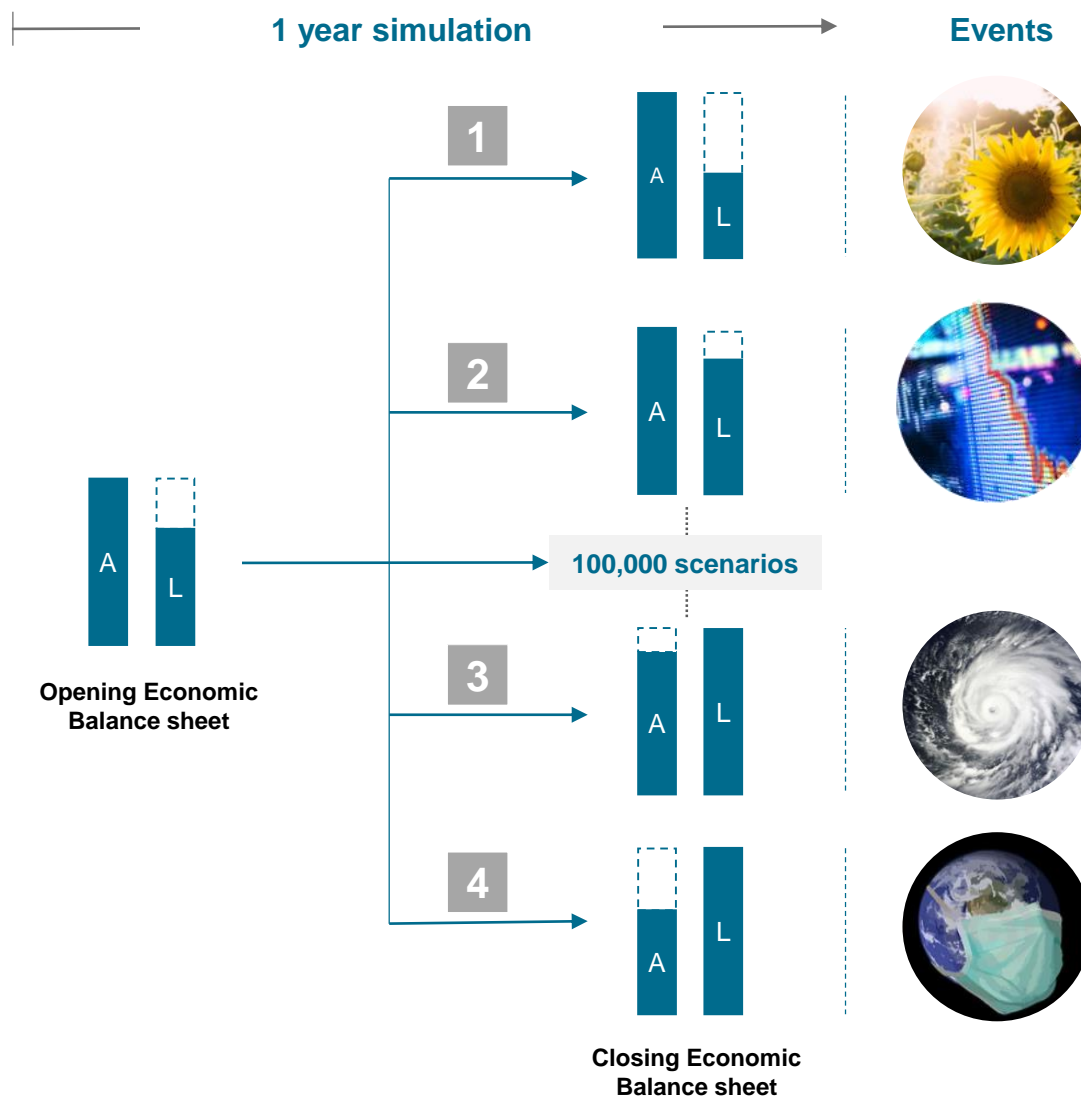 1 year simulation
Events
1
A
L
2
A
L
A
L
100,000 scenarios
Opening Economic
Balance sheet
3
A
L
4
A
L
Closing Economic
Balance sheet